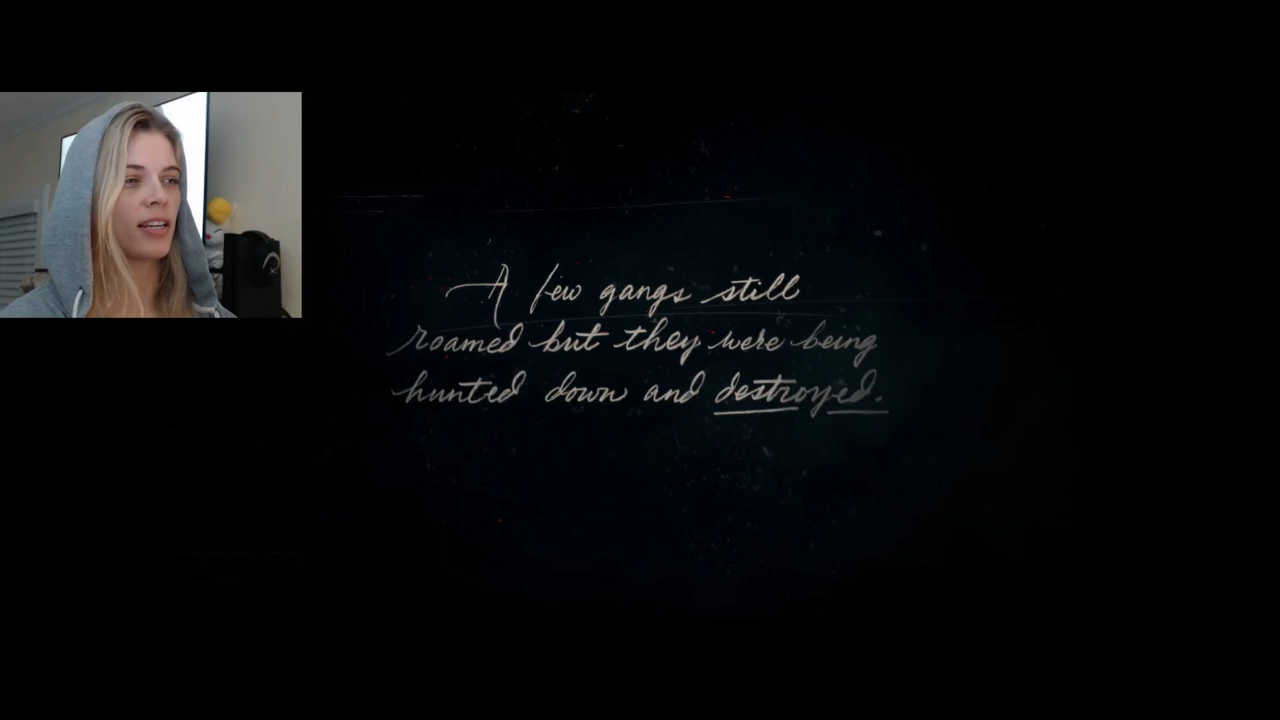 A few gangs still
roamed but they were being
hunted down and destroyed.